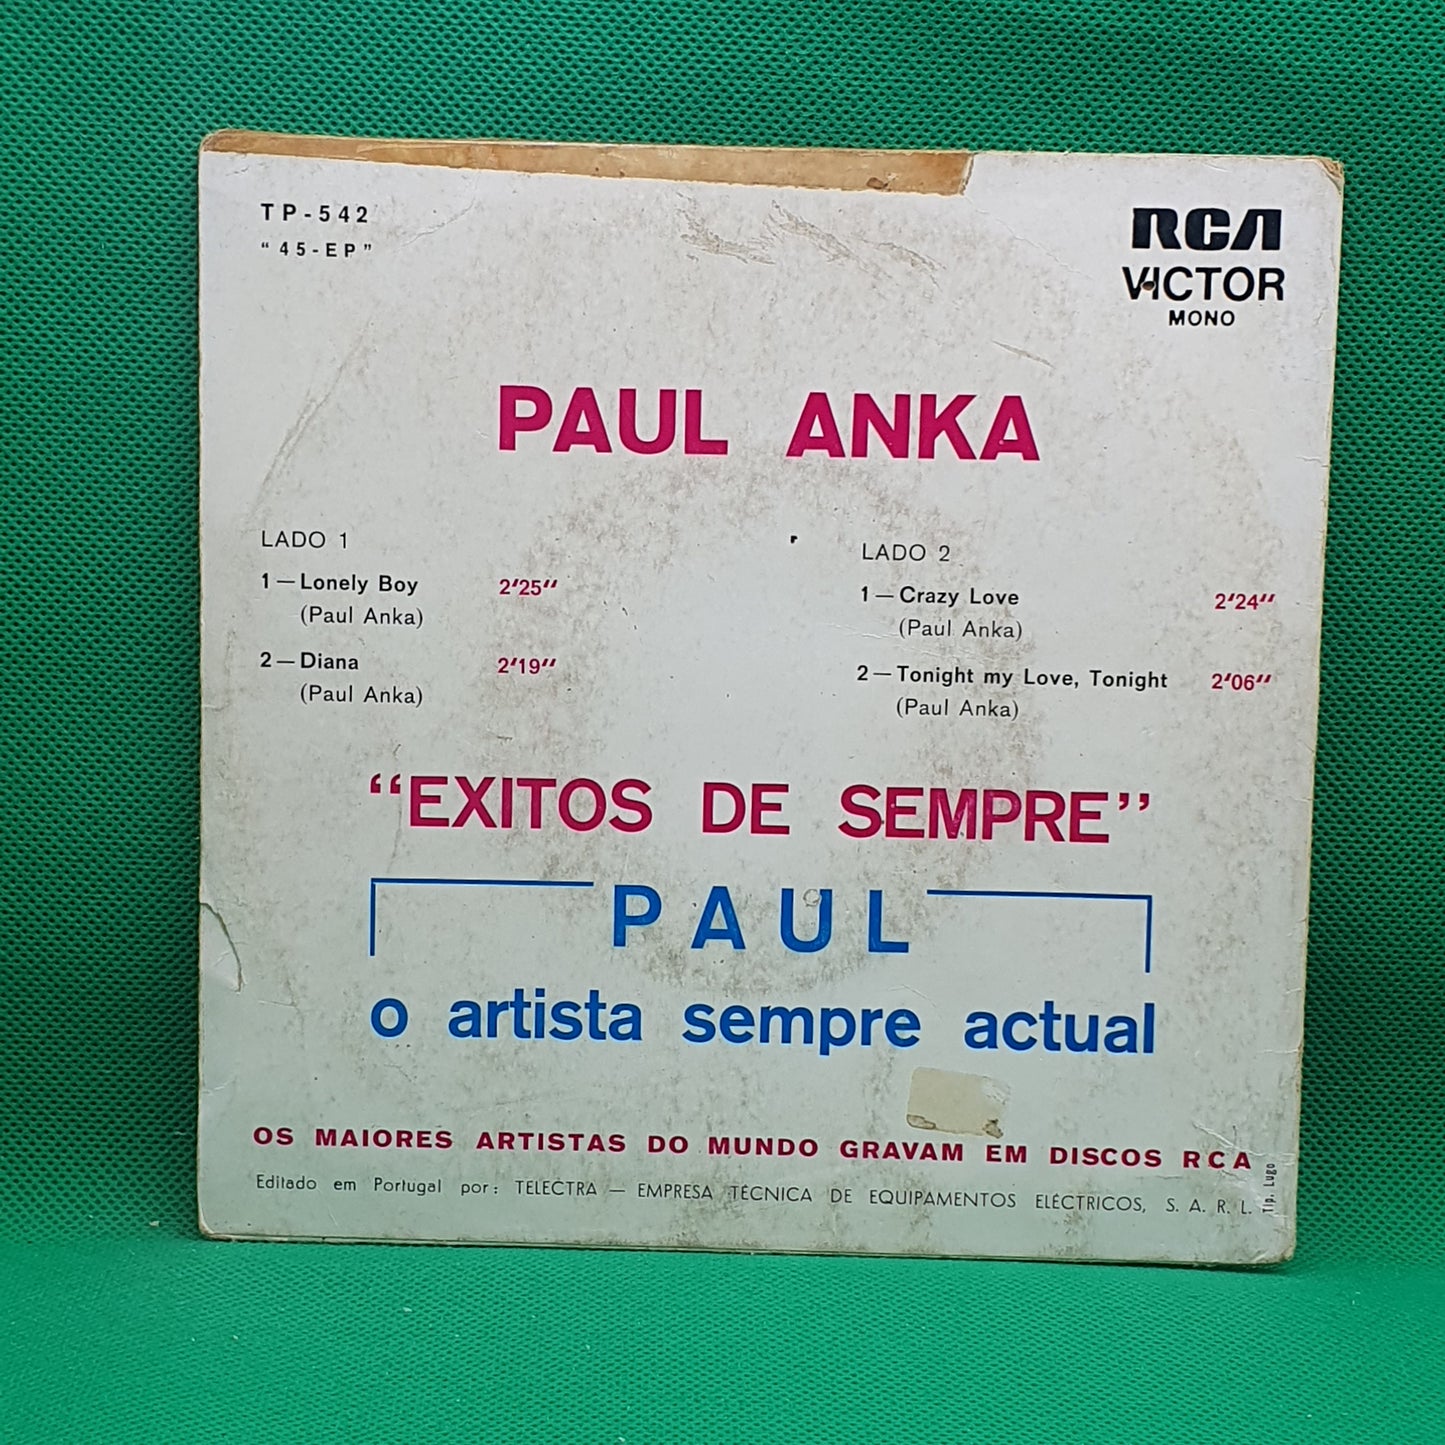 TP-542
"45-EP"
RCA
VICTOR
MONO
PAUL ANKA
LADO 1
1 — Lonely Boy 2'25''
(Paul Anka)
2 — Diana 2'19''
(Paul Anka)
LADO 2
1 — Crazy Love 2'24''
(Paul Anka)
2 — Tonight my Love, Tonight 2'06''
(Paul Anka)
"EXITOS DE SEMPRE"
PAUL
o artista sempre actual
OS MAIORES ARTISTAS DO MUNDO GRAVAM EM DISCOS RCA
Editado em Portugal por: TELECTRA — EMPRESA TÉCNICA DE EQUIPAMENTOS ELÉCTRICOS, S. A. R. L.
Tip. Lugo